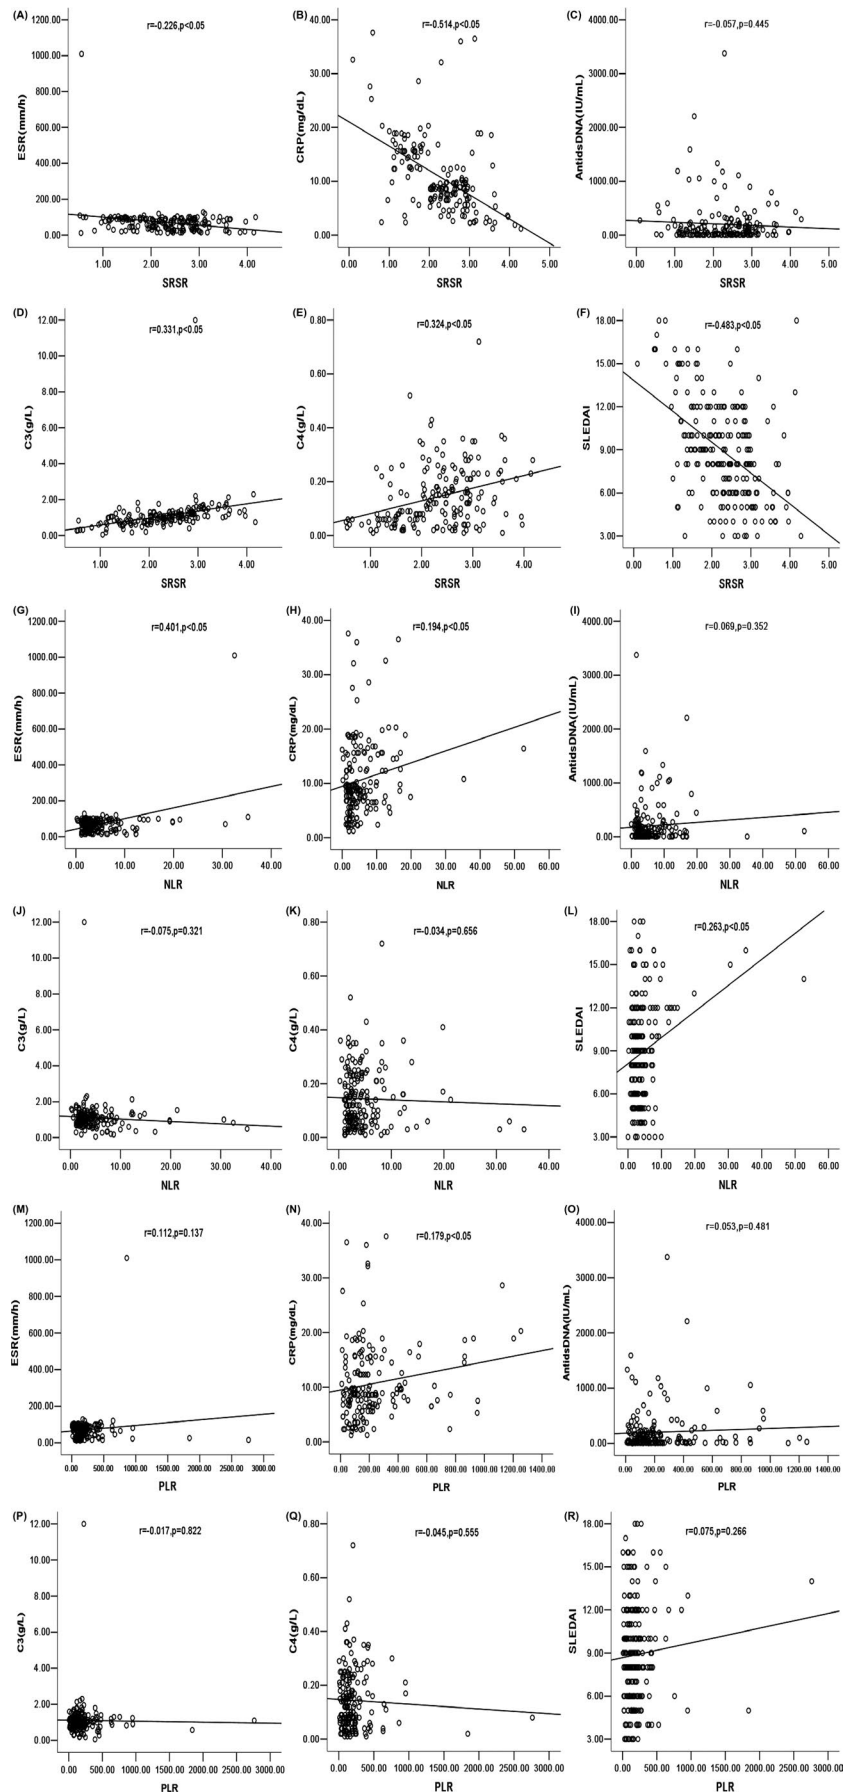 (A)
r=-0.226,p<0.05
1200.00
1000.00
800.00
600.00
400.00
200.00
0.00
ESR(mm/h)
1.00 2.00 3.00 4.00
SRSR
(B)
r=-0.514,p<0.05
40.00
30.00
20.00
10.00
0.00
CRP(mg/dL)
0.00 1.00 2.00 3.00 4.00 5.00
SRSR
(C)
r=-0.057,p=0.445
4000.00
3000.00
2000.00
1000.00
0.00
AntidsDNA(IU/mL)
0.00 1.00 2.00 3.00 4.00 5.00
SRSR
(D)
r=0.331,p<0.05
12.00
10.00
8.00
6.00
4.00
2.00
0.00
C3(g/L)
1.00 2.00 3.00 4.00
SRSR
(E)
r=0.324,p<0.05
0.80
0.60
0.40
0.20
0.00
C4(g/L)
1.00 2.00 3.00 4.00
SRSR
(F)
r=-0.483,p<0.05
18.00
15.00
12.00
9.00
6.00
3.00
SLEDAI
0.00 1.00 2.00 3.00 4.00 5.00
SRSR
(G)
r=0.401,p<0.05
1200.00
1000.00
800.00
600.00
400.00
200.00
0.00
ESR(mm/h)
0.00 10.00 20.00 30.00 40.00
NLR
(H)
r=0.194,p<0.05
40.00
30.00
20.00
10.00
0.00
CRP(mg/dL)
0.00 10.00 20.00 30.00 40.00 50.00 60.00
NLR
(I)
r=0.069,p=0.352
4000.00
3000.00
2000.00
1000.00
0.00
AntidsDNA(IU/mL)
0.00 10.00 20.00 30.00 40.00 50.00 60.00
NLR
(J)
r=-0.075,p=0.321
12.00
10.00
8.00
6.00
4.00
2.00
0.00
C3(g/L)
0.00 10.00 20.00 30.00 40.00
NLR
(K)
r=-0.034,p=0.656
0.80
0.60
0.40
0.20
0.00
C4(g/L)
0.00 10.00 20.00 30.00 40.00
NLR
(L)
r=0.263,p<0.05
18.00
15.00
12.00
9.00
6.00
3.00
SLEDAI
0.00 10.00 20.00 30.00 40.00 50.00 60.00
NLR
(M)
r=0.112,p=0.137
1200.00
1000.00
800.00
600.00
400.00
200.00
0.00
ESR(mm/h)
0.00 500.00 1000.00 1500.00 2000.00 2500.00 3000.00
PLR
(N)
r=0.179,p<0.05
40.00
30.00
20.00
10.00
0.00
CRP(mg/dL)
0.00 200.00 400.00 600.00 800.00 1000.00 1200.00 1400.00
PLR
(O)
r=0.053,p=0.481
4000.00
3000.00
2000.00
1000.00
0.00
AntidsDNA(IU/mL)
0.00 200.00 400.00 600.00 800.00 1000.00 1200.00 1400.00
PLR
(P)
r=-0.017,p=0.822
12.00
10.00
8.00
6.00
4.00
2.00
0.00
C3(g/L)
0.00 500.00 1000.00 1500.00 2000.00 2500.00 3000.00
PLR
(Q)
r=-0.045,p=0.555
0.80
0.60
0.40
0.20
0.00
C4(g/L)
0.00 500.00 1000.00 1500.00 2000.00 2500.00 3000.00
PLR
(R)
r=0.075,p=0.266
18.00
15.00
12.00
9.00
6.00
3.00
SLEDAI
0.00 500.00 1000.00 1500.00 2000.00 2500.00 3000.00
PLR